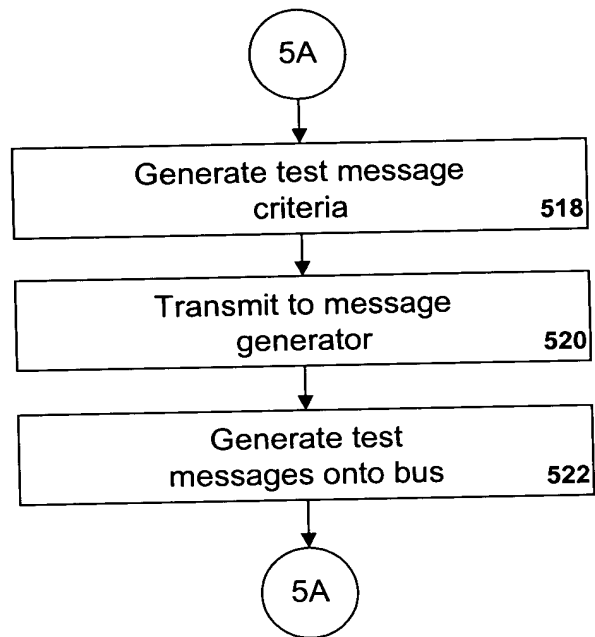 5A
Generate test message
criteria 518
Transmit to message
generator 520
Generate test
messages onto bus 522
5A